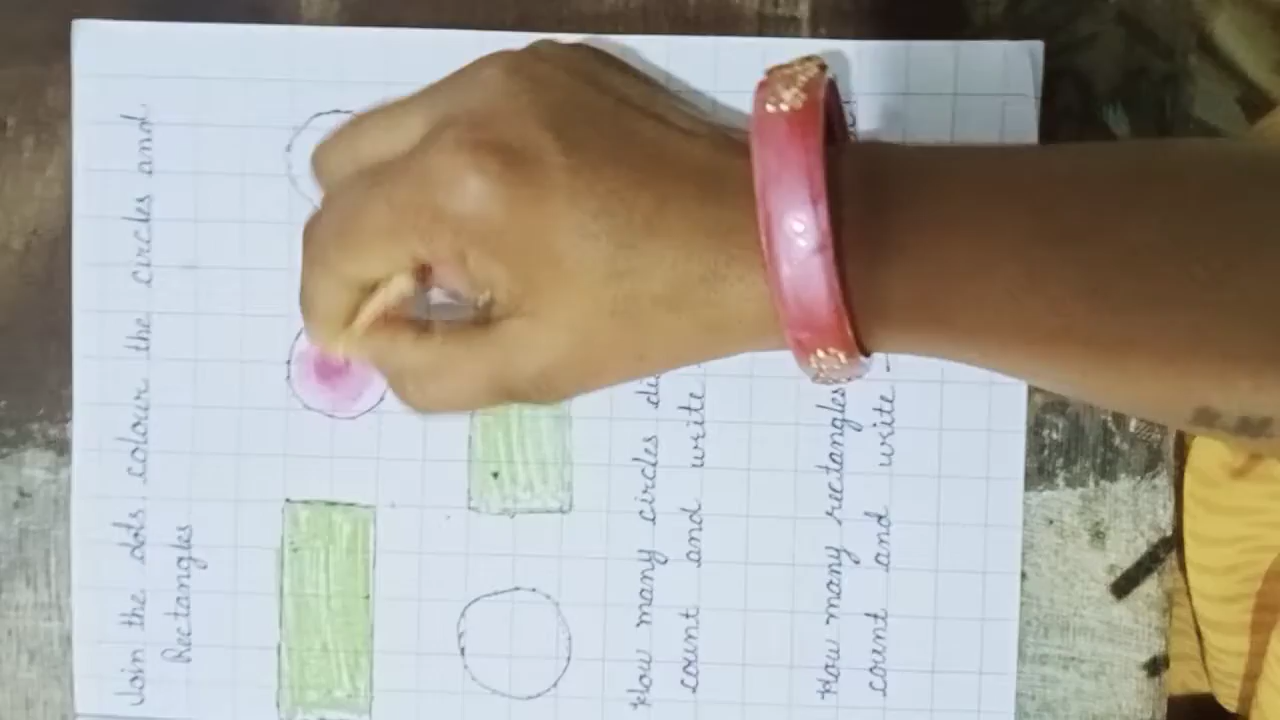 Join the dots. colour the circles and
Rectangles
How many circles
count and write
How many rectangles
count and write